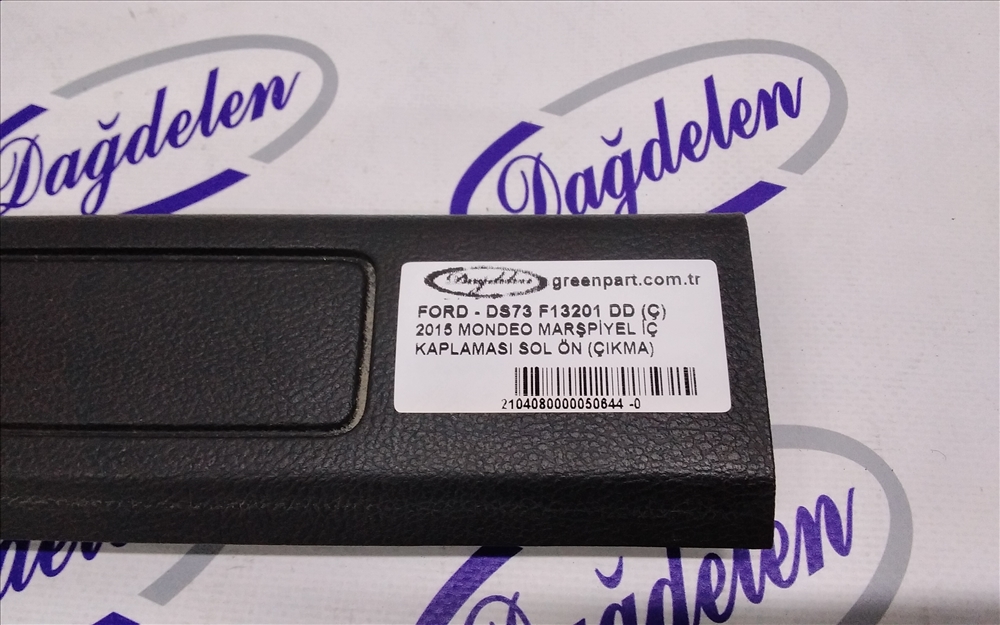 Dağdelen
Dağdelen
Dağdelen greenpart.com.tr
FORD - DS73 F13201 DD (Ç)
2015 MONDEO MARŞPİYEL İÇ
KAPLAMASI SOL ÖN (ÇIKMA)
2104080000050644 -0
Dağdelen